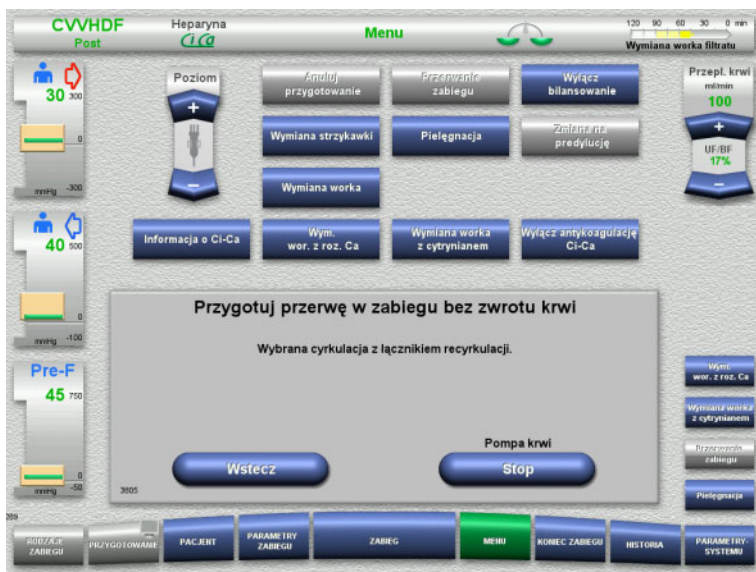 CVVHDF
Post
Heparyna
Ci Ca
Menu
120 90 60 30 0 min
Wymiana worka filtratu
30 300
0
mmHg -300
40 500
0
mmHg -100
Pre-F
45 750
0
mmHg -50
Poziom
+
–
Anuluj
przygotowanie
Przerwanie
zabiegu
Wyłącz
bilansowanie
Wymiana strzykawki
Pielęgnacja
Zmiana na
predylucję
Wymiana worka
Informacja o Ci-Ca
Wym.
wor. z roz. Ca
Wymiana worka
z cytrynianem
Wyłącz antykoagulację
Ci-Ca
Przepł. krwi
ml/min
100
+
UF/BF
17%
–
Przygotuj przerwę w zabiegu bez zwrotu krwi
Wybrana cyrkulacja z łącznikiem recyrkulacji.
Pompa krwi
Wstecz
Stop
3605
Wym.
wor. z roz. Ca
Wymiana worka
z cytrynianem
Przerwanie
zabiegu
Pielęgnacja
RODZAJE
ZABIEGU
PRZYGOTOWANIE
PACJENT
PARAMETRY
ZABIEGU
ZABIEG
MENU
KONIEC ZABIEGU
HISTORIA
PARAMETRY-
SYSTEMU